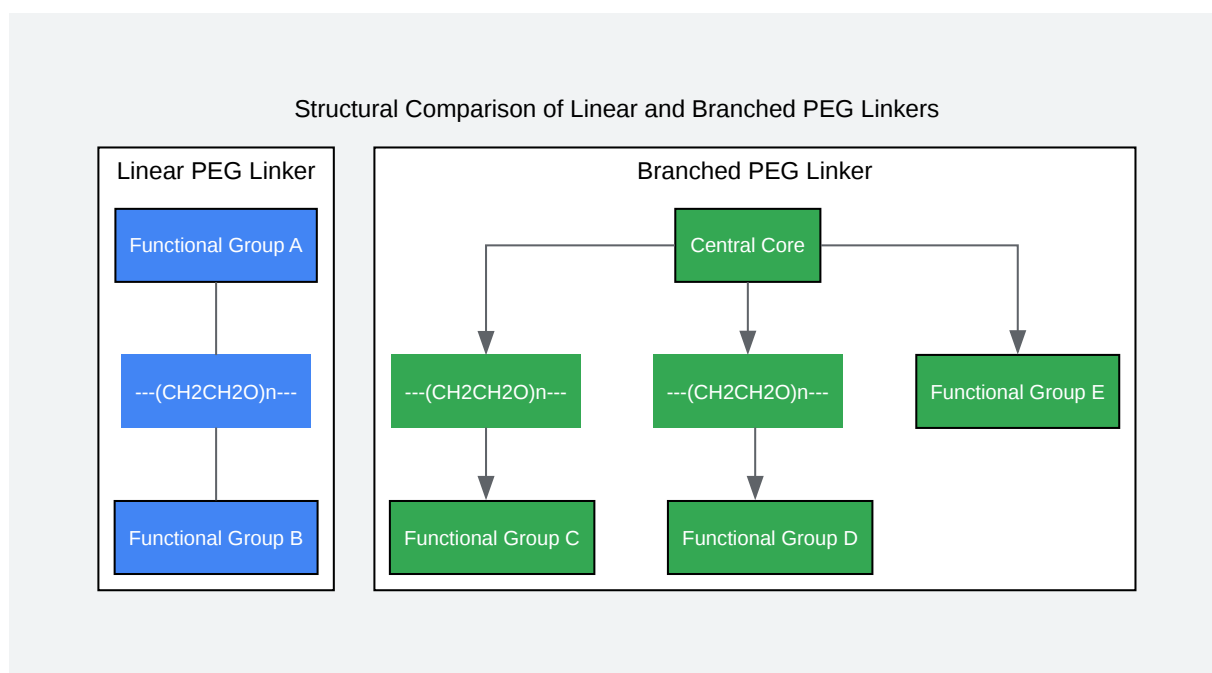 Structural Comparison of Linear and Branched PEG Linkers
Linear PEG Linker
Functional Group A
---(CH2CH2O)n---
Functional Group B
Branched PEG Linker
Central Core
---(CH2CH2O)n---
---(CH2CH2O)n---
Functional Group E
Functional Group C
Functional Group D